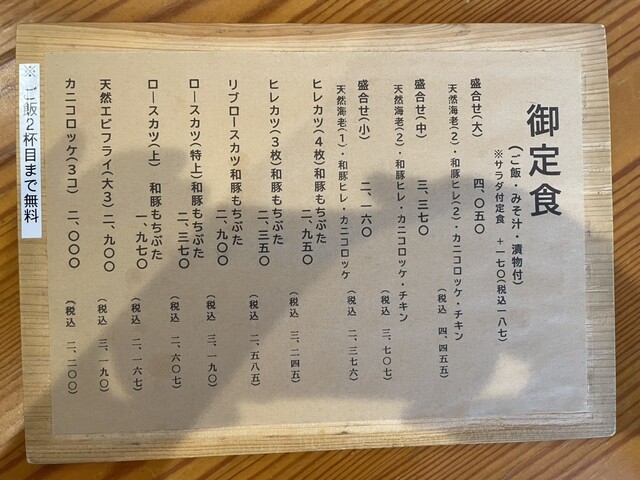 御定食
(ご飯・みそ汁・漬物付)
※サラダ付定食 +一七〇(税込一八七)
盛合せ(大) 四、〇五〇
天然海老(2)・和豚ヒレ(2)・カニコロッケ・チキン
(税込 四、四五五)
盛合せ(中) 三、三七〇
天然海老(2)・和豚ヒレ・カニコロッケ・チキン
(税込 三、七〇七)
盛合せ(小) 二、一六〇
天然海老(1)・和豚ヒレ・カニコロッケ
(税込 二、三七六)
ヒレカツ(4枚)和豚もちぶた
二、九五〇 (税込 三、二四五)
ヒレカツ(3枚)和豚もちぶた
二、三五〇 (税込 二、五八五)
リブロースカツ和豚もちぶた
二、九〇〇 (税込 三、一九〇)
ロースカツ(特上)和豚もちぶた
二、三七〇 (税込 二、六〇七)
ロースカツ(上) 和豚もちぶた
一、九七〇 (税込 二、一六七)
天然エビフライ(大3)二、九〇〇 (税込 三、一九〇)
カニコロッケ(3コ) 二、〇〇〇 (税込 二、二〇〇)
※ご飯2杯目まで無料